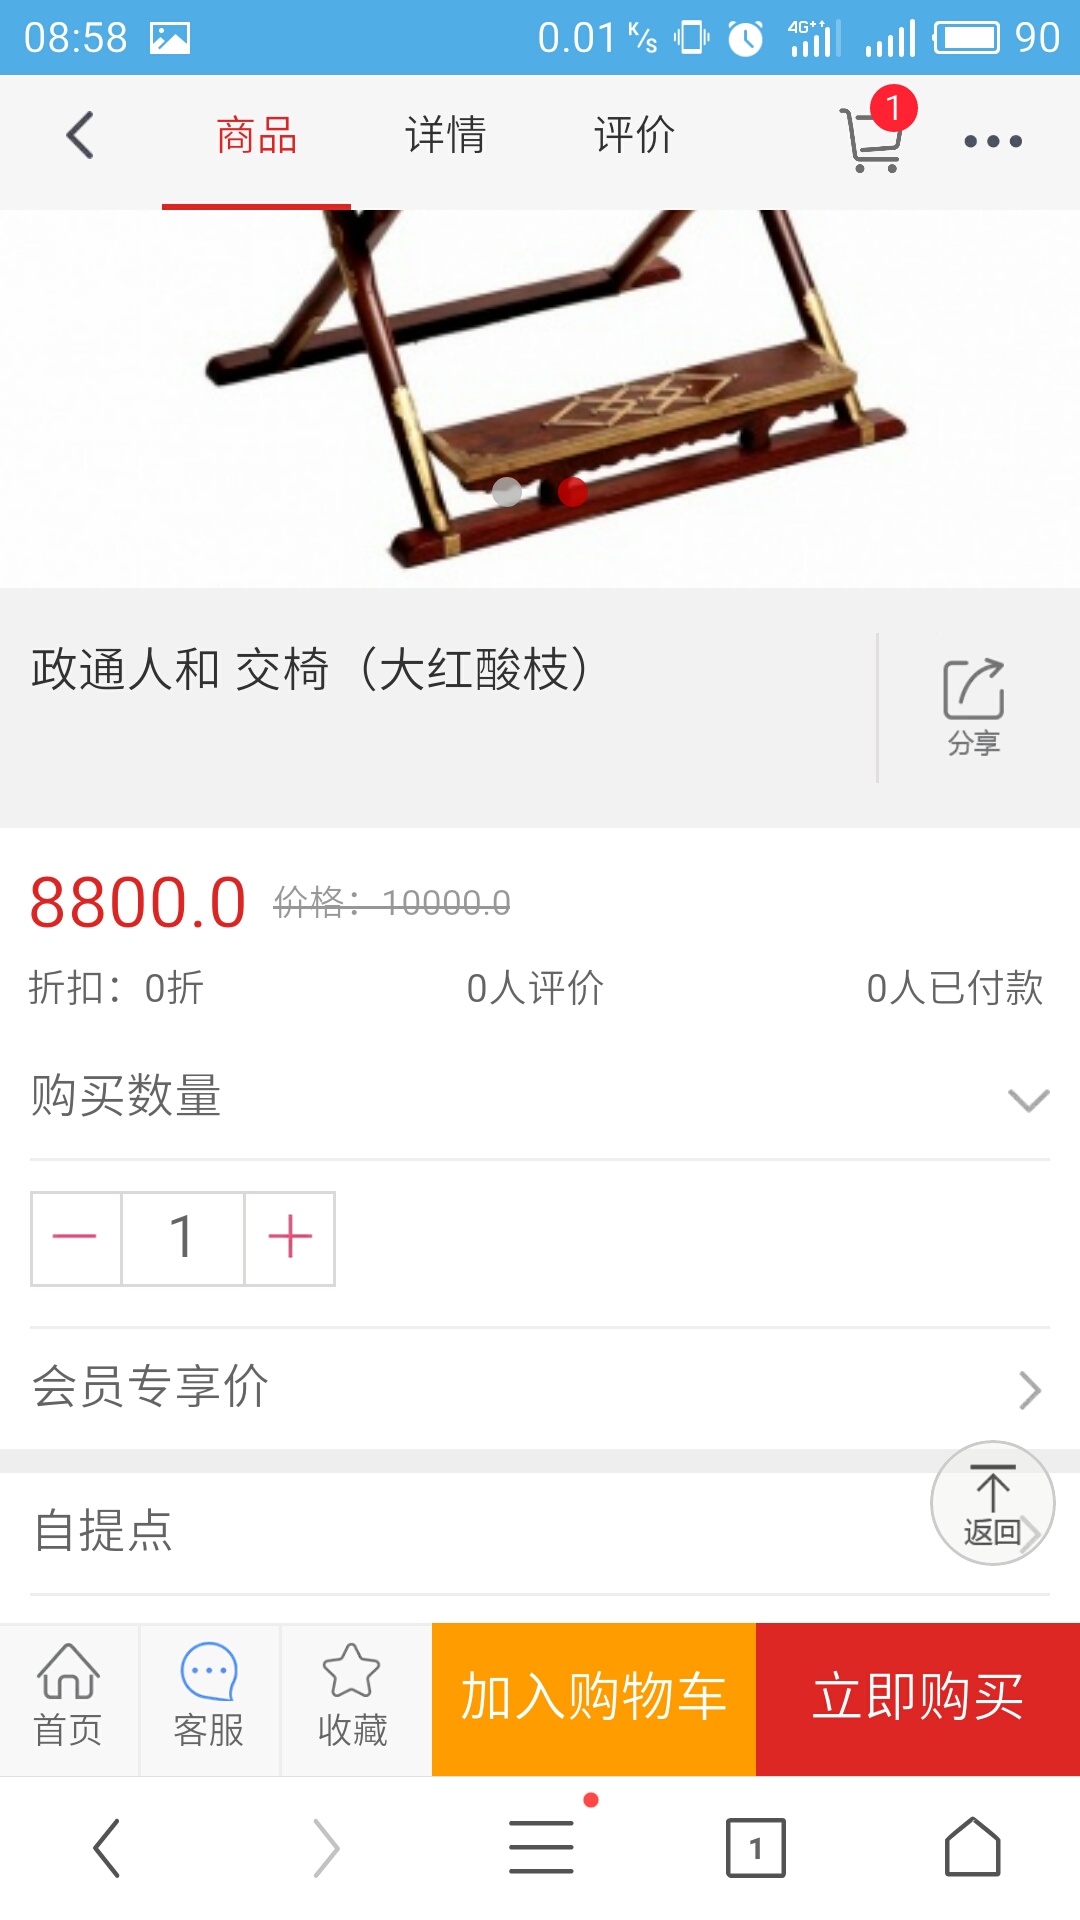 08:58 0.01 K/s 4G++ 90
商品 详情 评价 1
政通人和 交椅（大红酸枝）
分享
8800.0 价格：10000.0
折扣：0折 0人评价 0人已付款
购买数量
1
会员专享价
自提点
返回
首页 客服 收藏 加入购物车 立即购买
1